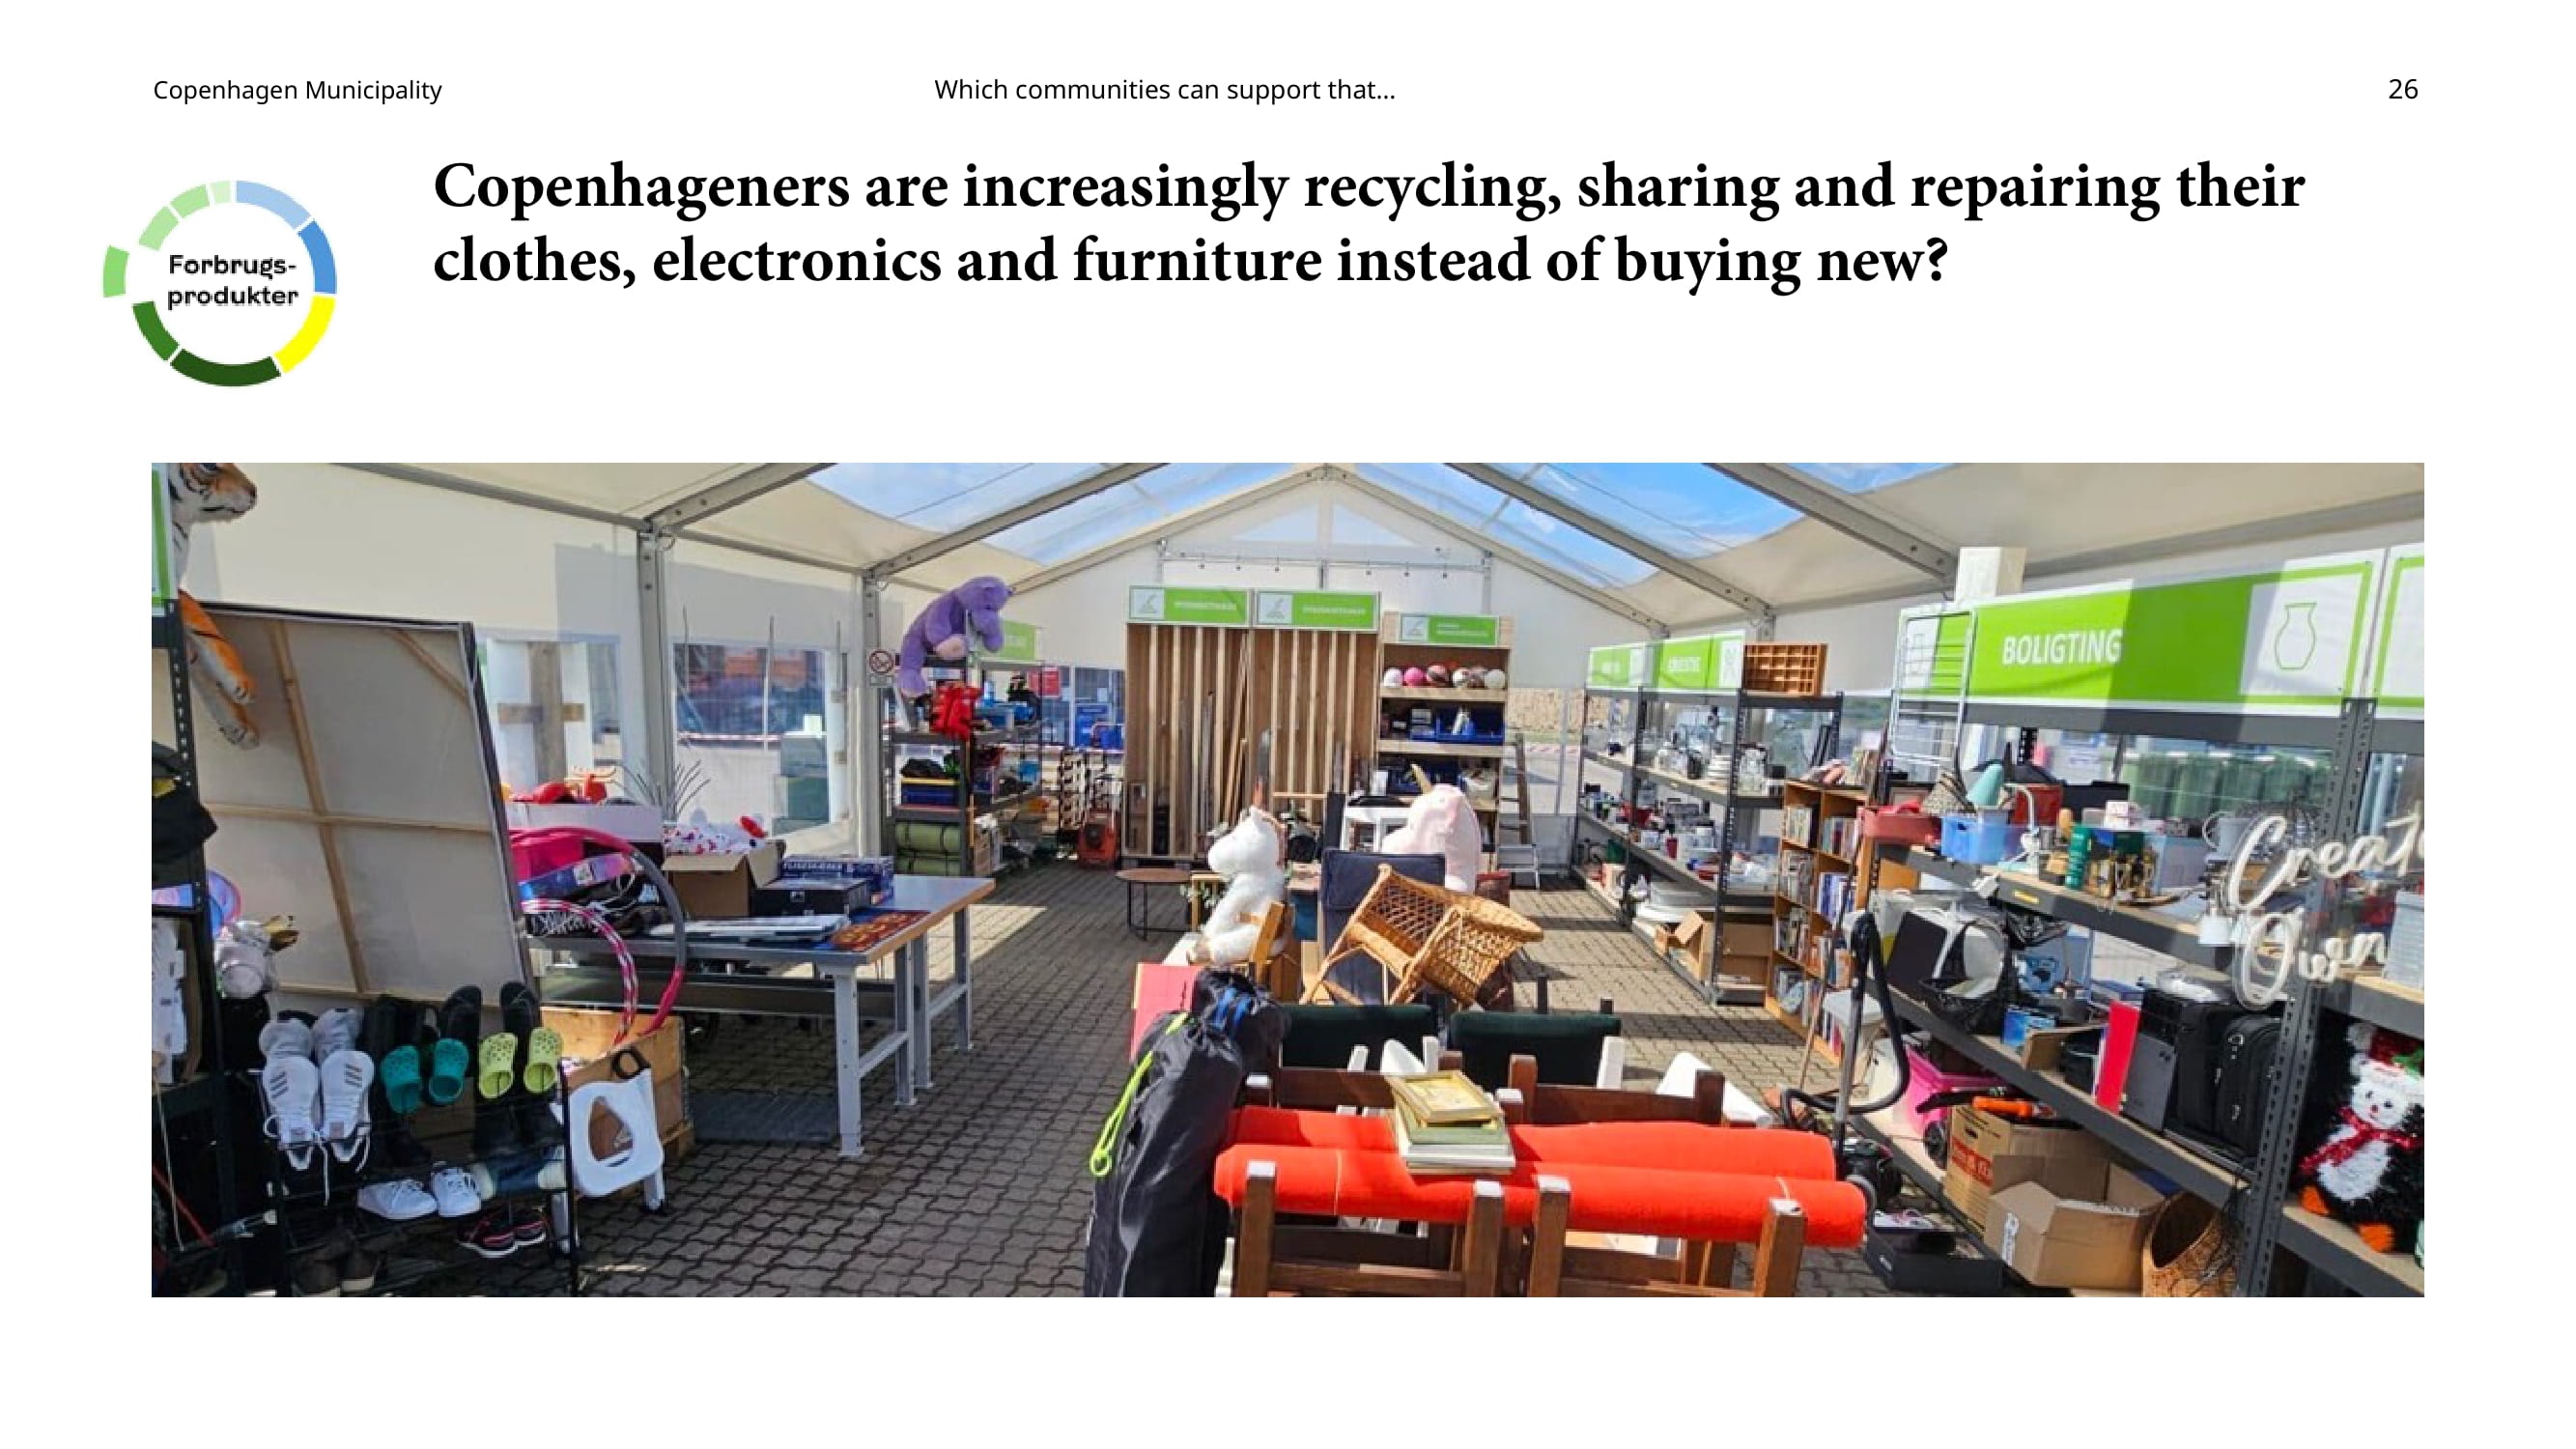 Copenhagen Municipality
Which communities can support that...
26
Copenhageners are increasingly recycling, sharing and repairing their
clothes, electronics and furniture instead of buying new?
Forbrugs-
produkter
BOLIGTING
Create
Own